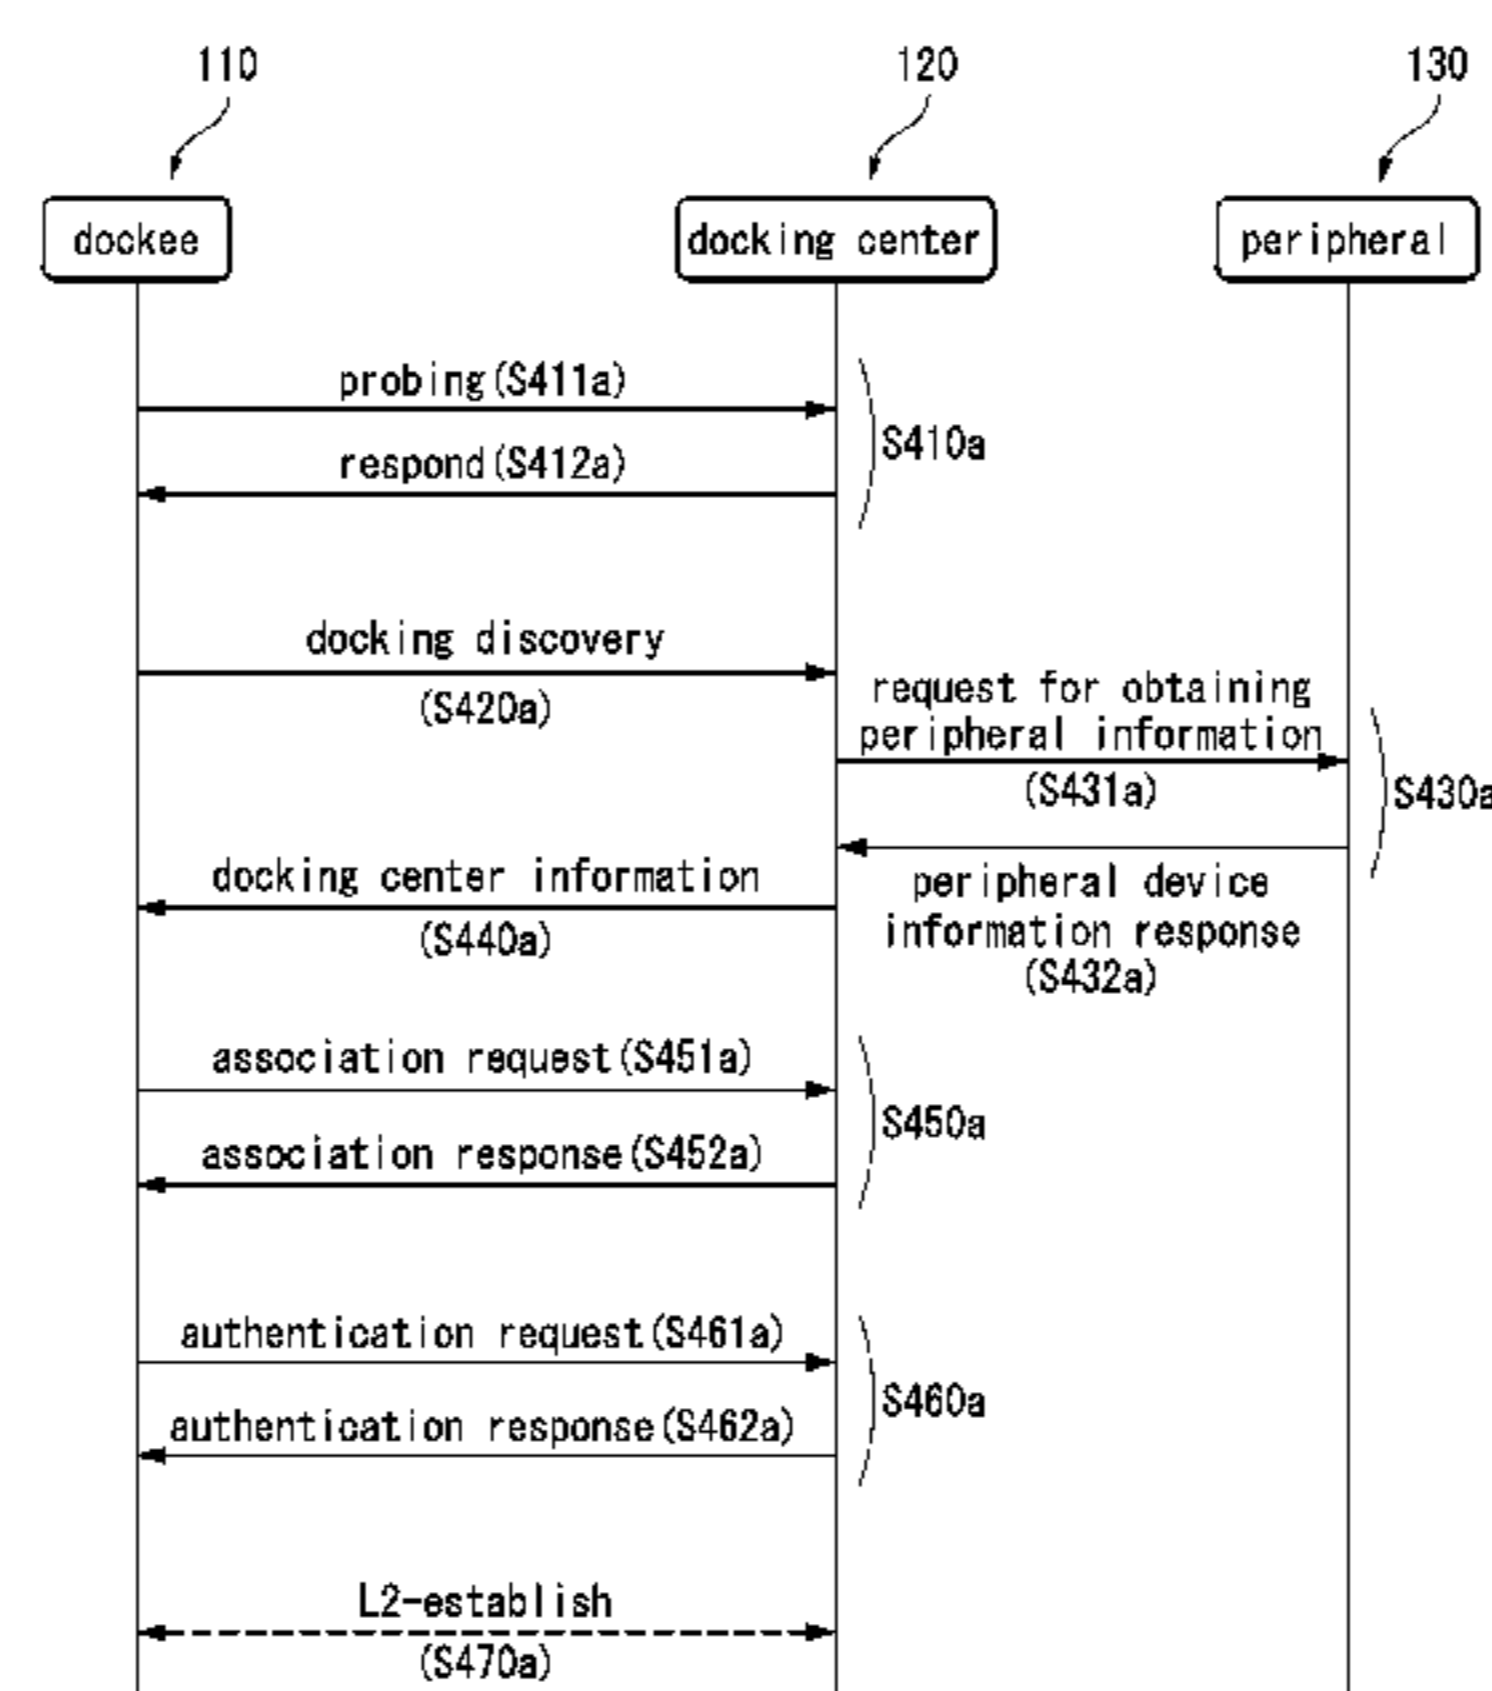 110
120
130
dockee
docking center
peripheral
probing(S411a)
respond(S412a)
S410a
docking discovery
(S420a)
request for obtaining
peripheral information
(S431a)
S430a
peripheral device
information response
(S432a)
docking center information
(S440a)
association request(S451a)
association response(S452a)
S450a
authentication request(S461a)
authentication response(S462a)
S460a
L2-establish
(S470a)